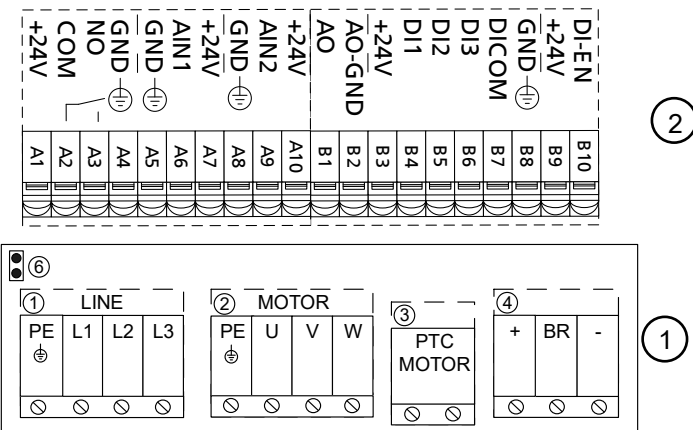 +24V COM NO GND GND AIN1 +24V GND AIN2 +24V AO AO-GND +24V DI1 DI2 DI3 DICOM GND +24V DI-EN
A1 A2 A3 A4 A5 A6 A7 A8 A9 A10 B1 B2 B3 B4 B5 B6 B7 B8 B9 B10
2
6
1 LINE 2 MOTOR 3 4
PE L1 L2 L3 PE U V W PTC MOTOR + BR -
1